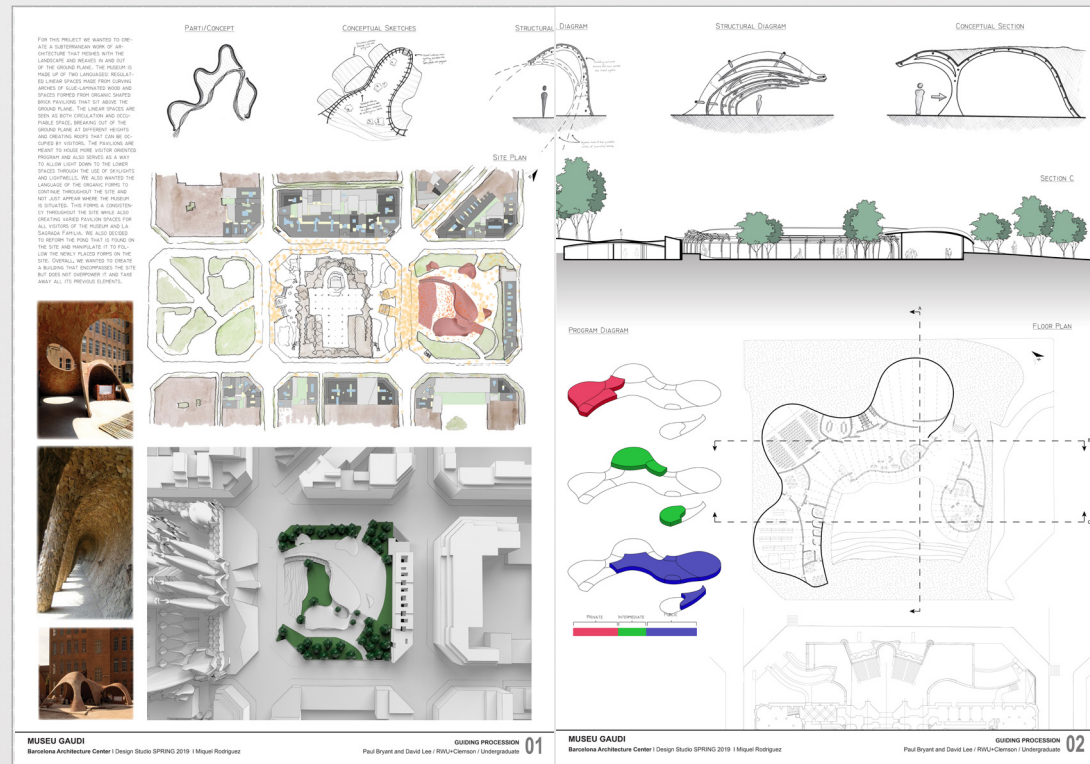 PARTI/CONCEPT
CONCEPTUAL SKETCHES
STRUCTURAL DIAGRAM
FOR THIS PROJECT WE WANTED TO CRE-
ATE A SUBTERRANEAN WORK OF AR-
CHITECTURE THAT MESHES WITH THE
LANDSCAPE AND WEAVES IN AND OUT
OF THE GROUND PLANE. THE MUSEUM IS
MADE UP OF TWO LANGUAGES: REGULAT-
ED LINEAR SPACES MADE FROM CURVING
ARCHES OF GLUE-LAMINATED WOOD AND
SPACES FORMED FROM ORGANIC SHAPED
BRICH PAVILIONS THAT SIT ABOVE THE
GROUND PLANE. THE LINEAR SPACES ARE
SEEN AS BOTH CIRCULATION AND OCCU-
PIABLE SPACE, BREAKING OUT OF THE
GROUND PLANE AT DIFFERENT HEIGHTS
AND CREATING ROOFS THAT CAN BE OC-
CUPIED BY VISITORS. THE PAVILIONS ARE
MEANT TO HOUSE MORE VISITOR ORIENTED
PROGRAM AND ALSO SERVES AS A WAY
TO ALLOW LIGHT DOWN TO THE LOWER
SPACES THROUGH THE USE OF SKYLIGHTS
AND LIGHTWELLS. WE ALSO WANTED THE
LANGUAGE OF THE ORGANIC FORMS TO
CONTINUE THROUGHOUT THE SITE AND
NOT JUST APPEAR WHERE THE MUSEUM
IS SITUATED. THIS FORMS A CONSISTEN-
CY THROUGHOUT THE SITE WHILE ALSO
CREATING VARIED PAVILION SPACES FOR
ALL VISITORS OF THE MUSEUM AND LA
SAGRADA FAMILIA. WE ALSO DECIDED
TO REFORM THE POND THAT IS FOUND ON
THE SITE AND MANIPULATE IT TO FOL-
LOW THE NEWLY PLACED FORMS ON THE
SITE. OVERALL, WE WANTED TO CREATE
A BUILDING THAT ENCOMPASSES THE SITE
BUT DOES NOT OVERPOWER IT AND TAKE
AWAY ALL ITS PREVIOUS ELEMENTS.
SITE PLAN
MUSEU GAUDI
Barcelona Architecture Center I Design Studio SPRING 2019 I Miquel Rodriguez
GUIDING PROCESSION
Paul Bryant and David Lee / RWU+Clemson / Undergraduate
01
STRUCTURAL DIAGRAM
CONCEPTUAL SECTION
SECTION C
PROGRAM DIAGRAM
FLOOR PLAN
PRIVATE
INTERMEDIATE
PUBLIC
MUSEU GAUDI
Barcelona Architecture Center I Design Studio SPRING 2019 I Miquel Rodriguez
GUIDING PROCESSION
Paul Bryant and David Lee / RWU+Clemson / Undergraduate
02